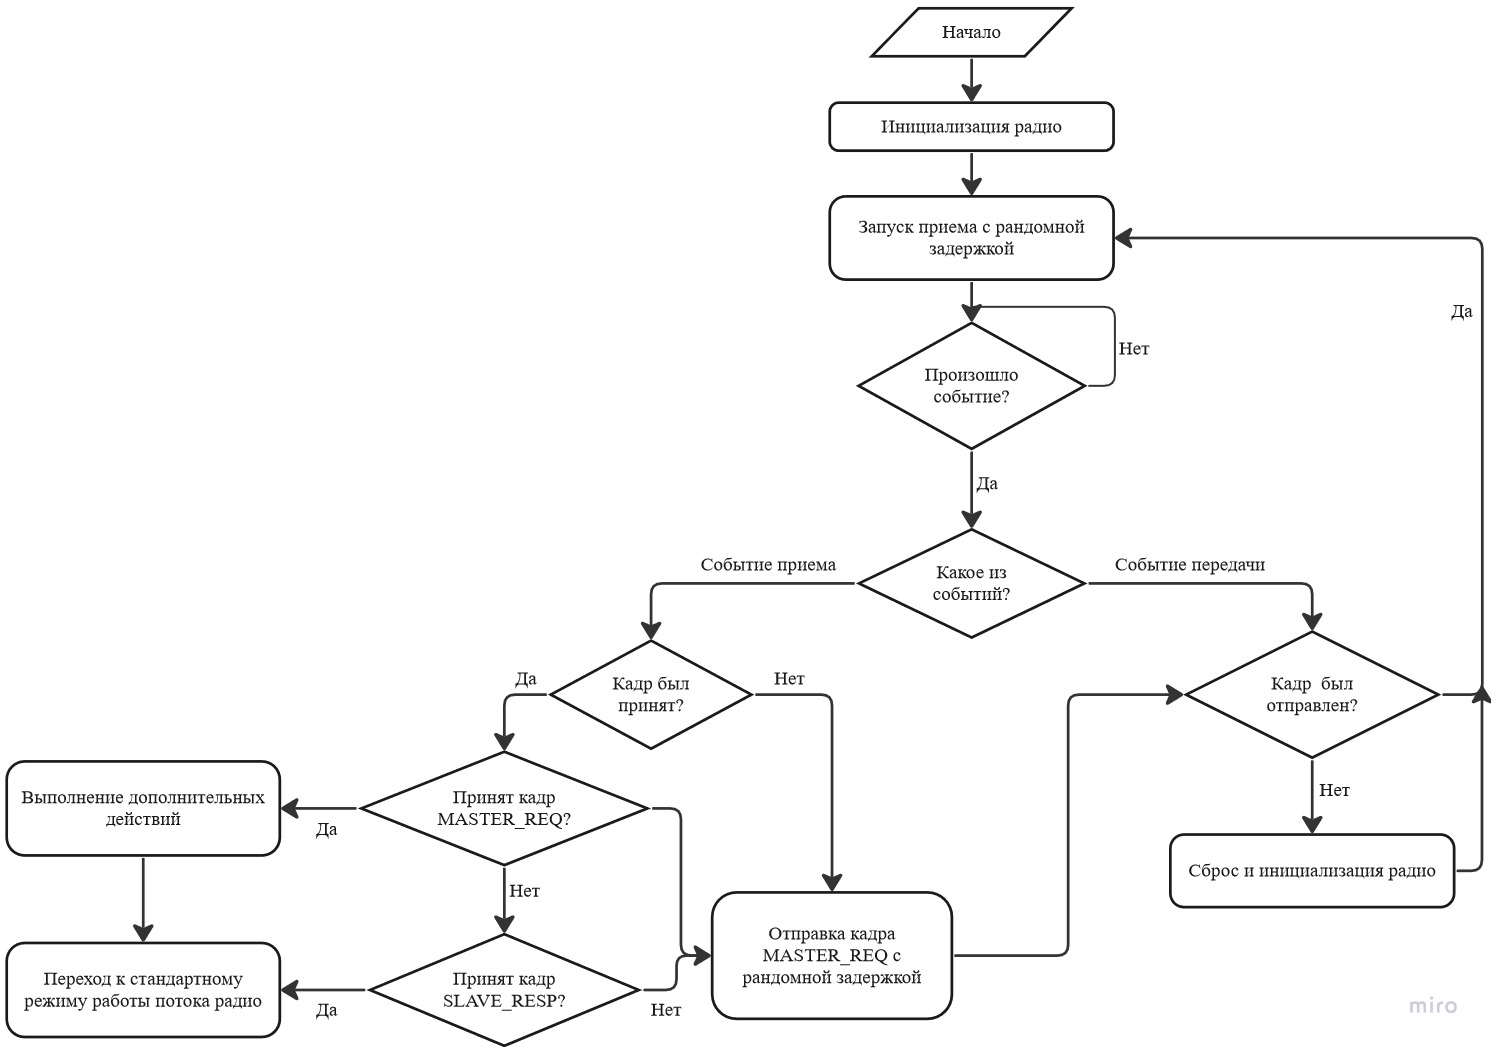 Начало
Инициализация радио
Запуск приема с рандомной
задержкой
Да
Нет
Произошло
событие?
Да
Событие приема
Какое из
событий?
Событие передачи
Да
Кадр был
принят?
Нет
Кадр  был
отправлен?
Нет
Выполнение дополнительных
действий
Да
Принят кадр
MASTER_REQ?
Нет
Сброс и инициализация радио
Переход к стандартному
режиму работы потока радио
Да
Принят кадр
SLAVE_RESP?
Нет
Отправка кадра
MASTER_REQ с
рандомной задержкой
miro